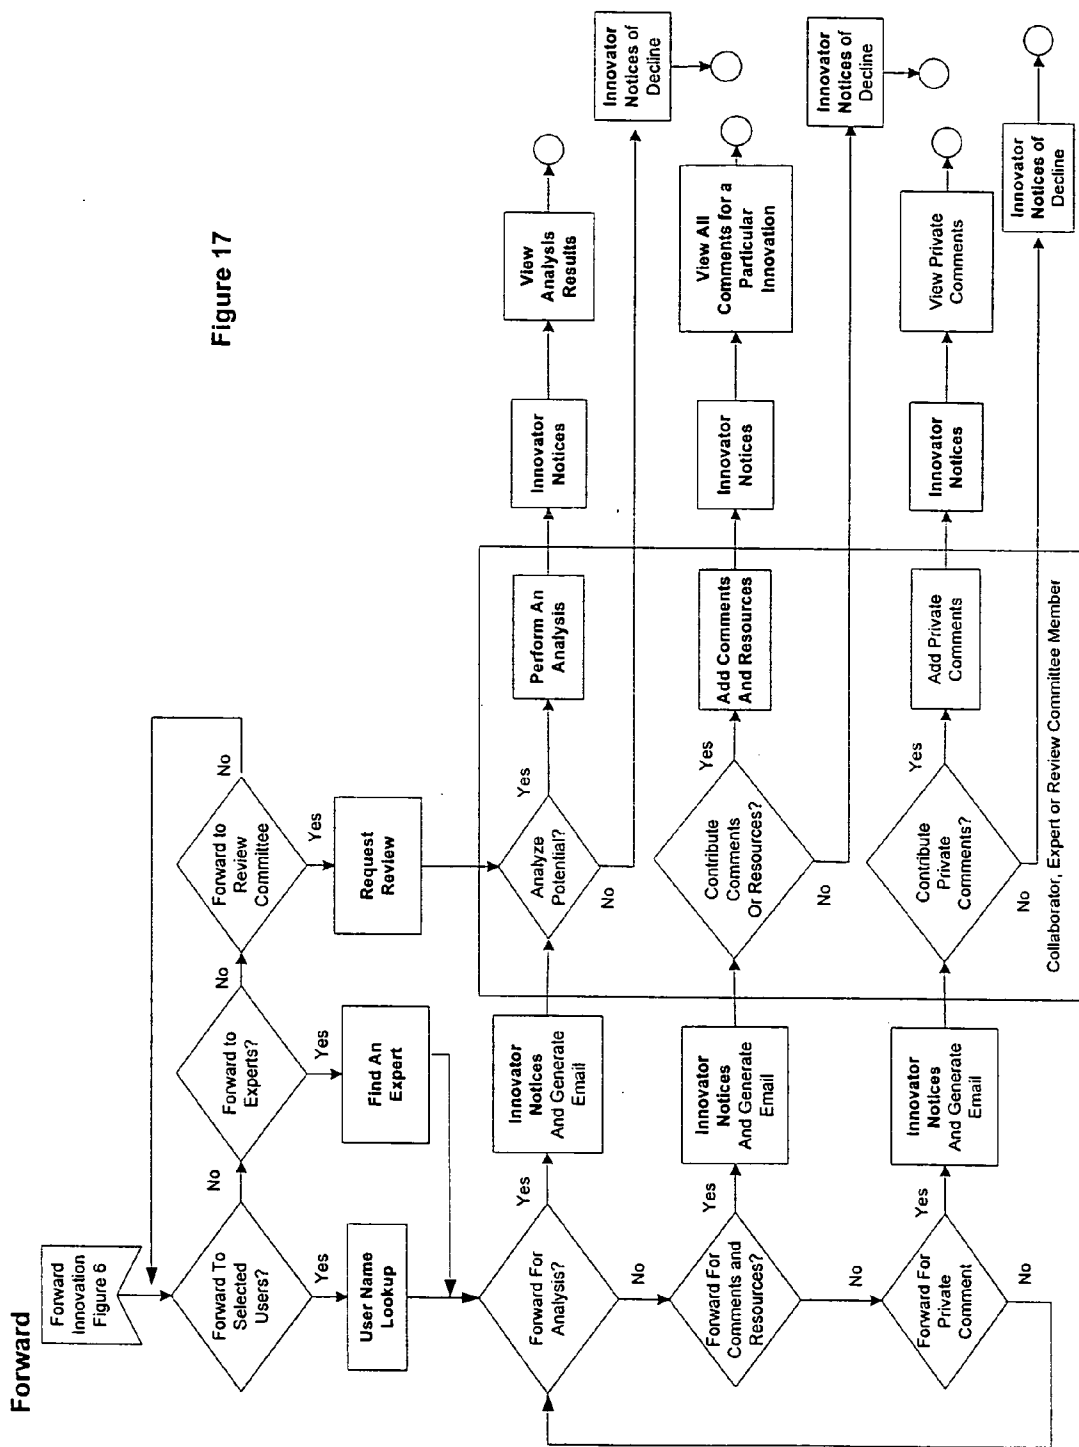 Forward
Figure 17
Forward
Innovation
Figure 6
Forward To
Selected
Users?
No
Forward to
Experts?
No
Forward to
Review
Committee
No
Yes
User Name
Lookup
Yes
Find An
Expert
Yes
Request
Review
Forward For
Analysis?
Yes
Innovator
Notices
And Generate
Email
Analyze
Potential?
Yes
Perform An
Analysis
Innovator
Notices
View
Analysis
Results
No
Innovator
Notices of
Decline
No
Forward For
Comments and
Resources?
Yes
Innovator
Notices
And Generate
Email
Contribute
Comments
Or Resources?
Yes
Add Comments
And Resources
Innovator
Notices
View All
Comments for a
Particular
Innovation
No
Innovator
Notices of
Decline
No
Forward For
Private
Comment
Yes
Innovator
Notices
And Generate
Email
Contribute
Private
Comments?
Yes
Add Private
Comments
Innovator
Notices
View Private
Comments
No
Innovator
Notices of
Decline
No
Collaborator, Expert or Review Committee Member